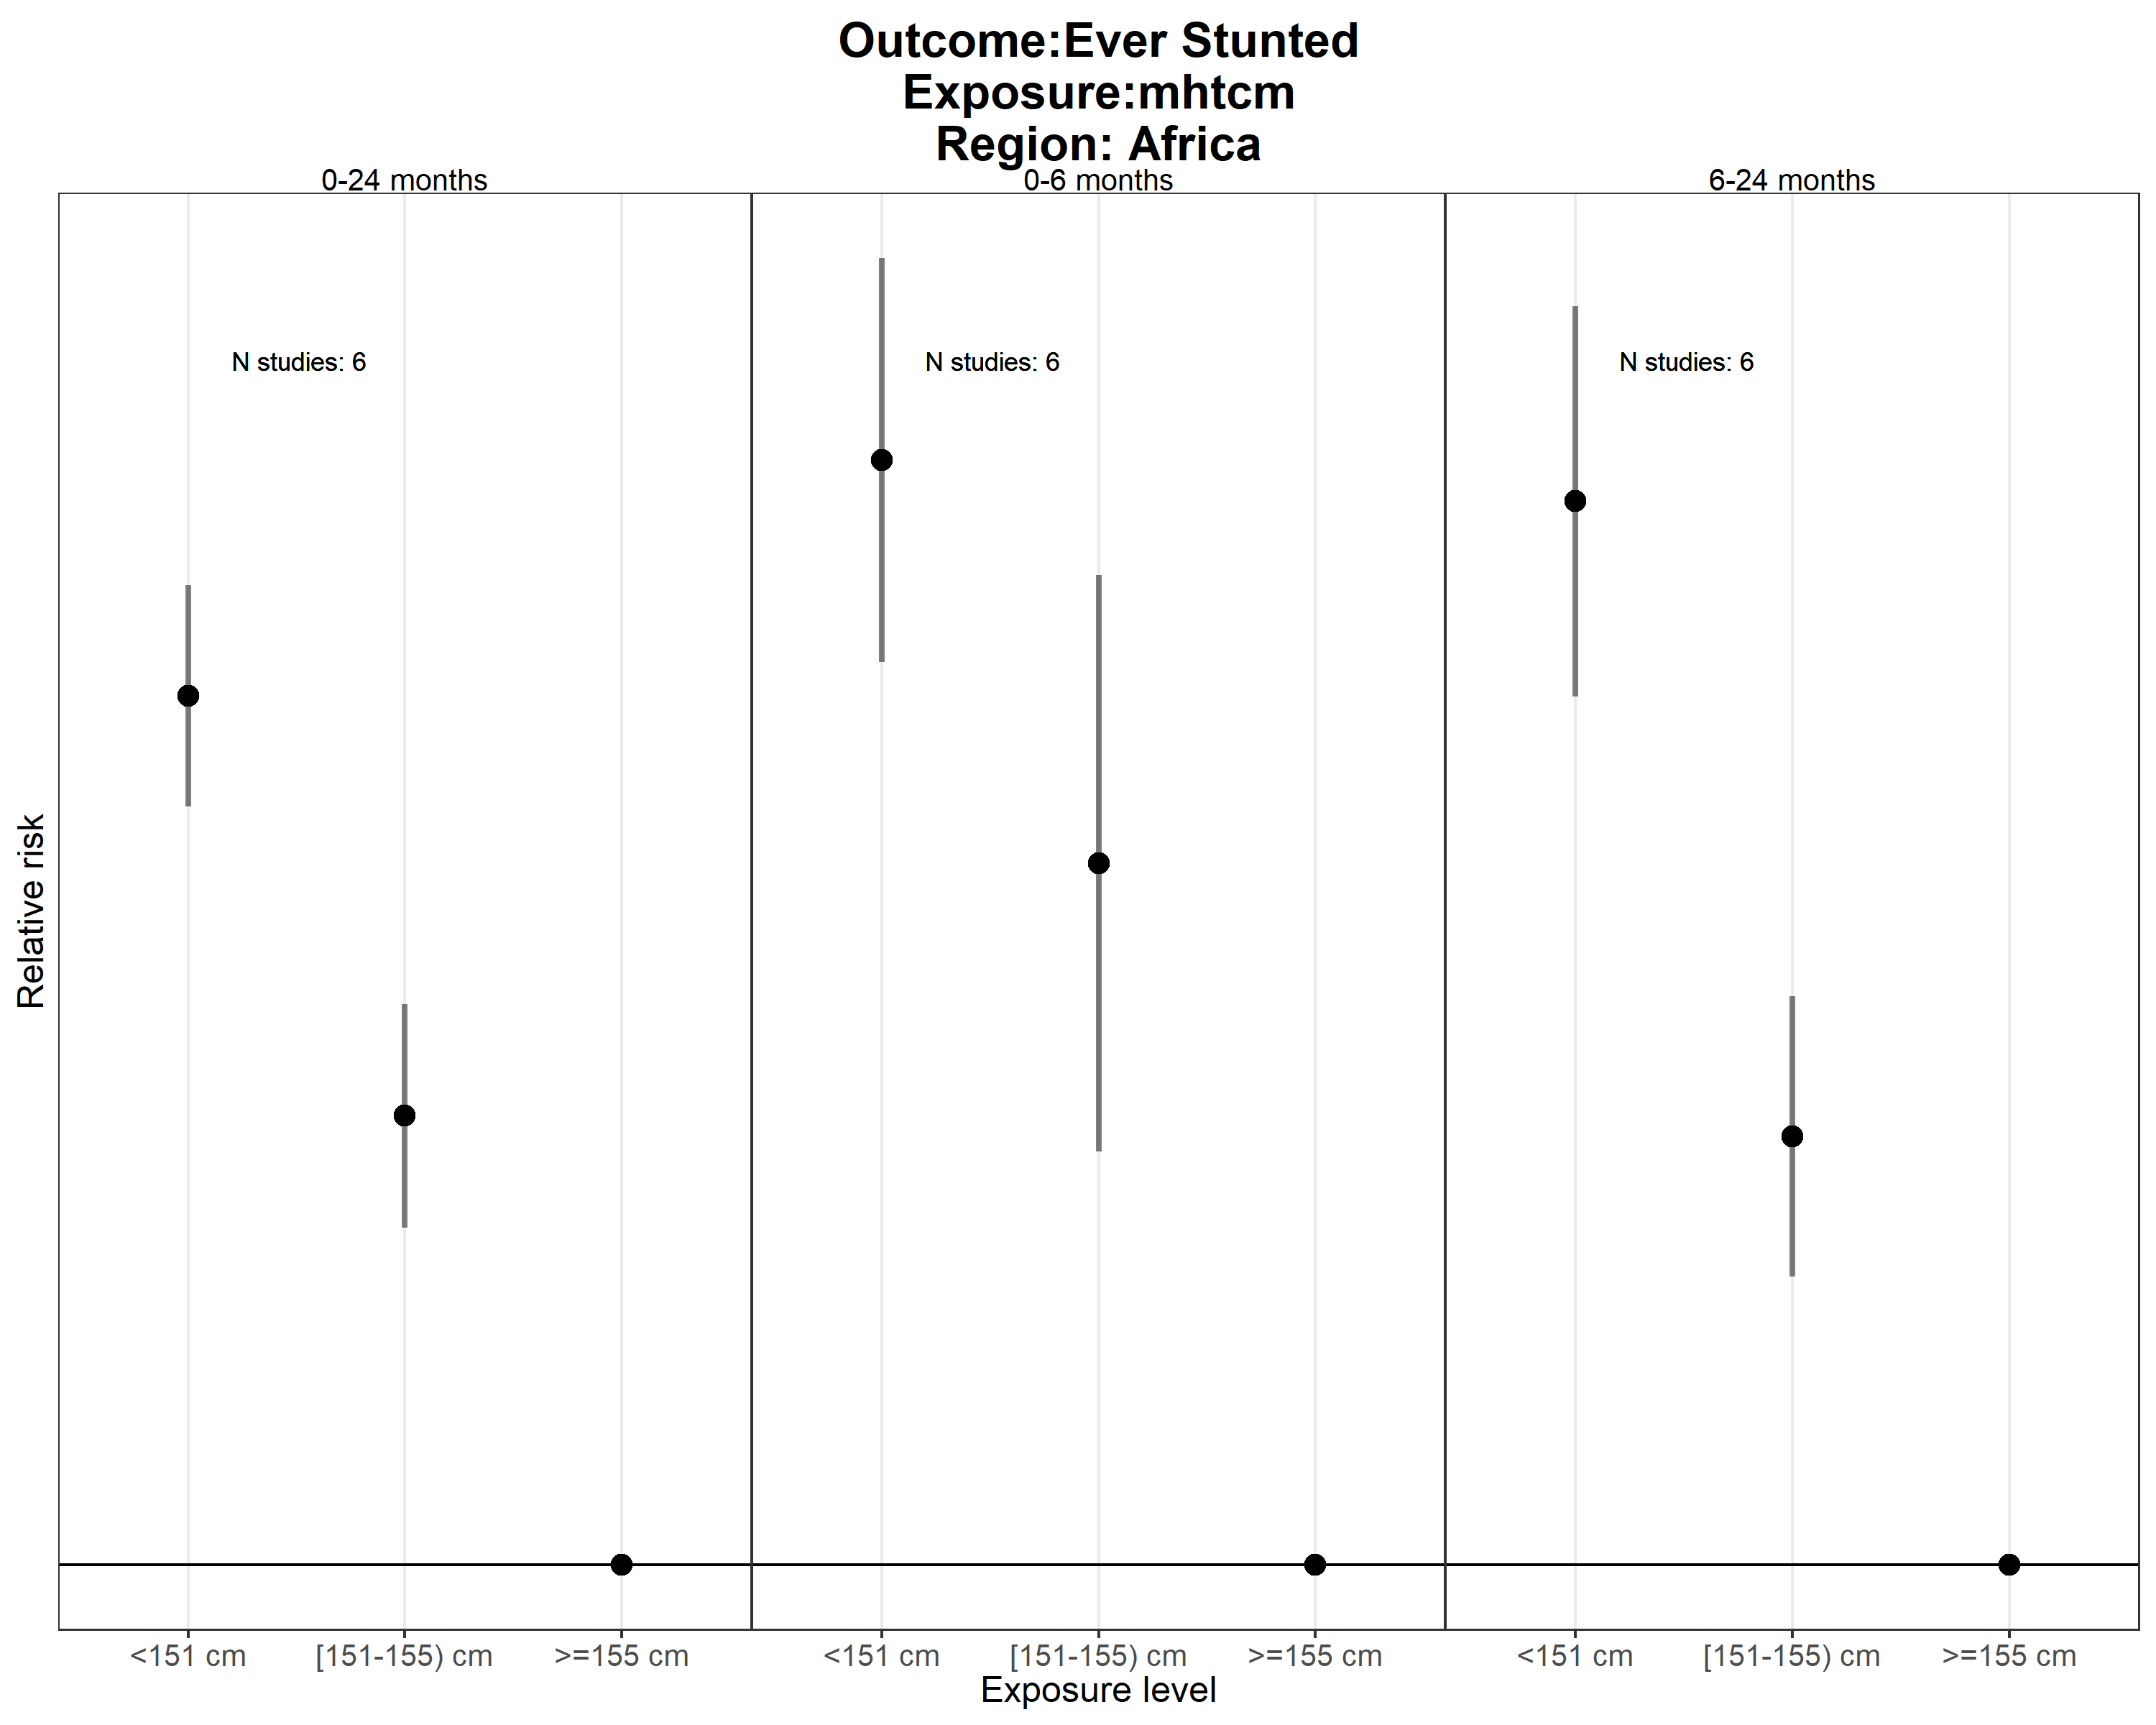 Outcome:Ever Stunted
Exposure:mhtcm
Region: Africa
0-24 months
0-6 months
6-24 months
N studies: 6
N studies: 6
N studies: 6
Relative risk
<151 cm
[151-155) cm
>=155 cm
<151 cm
[151-155) cm
>=155 cm
<151 cm
[151-155) cm
>=155 cm
Exposure level